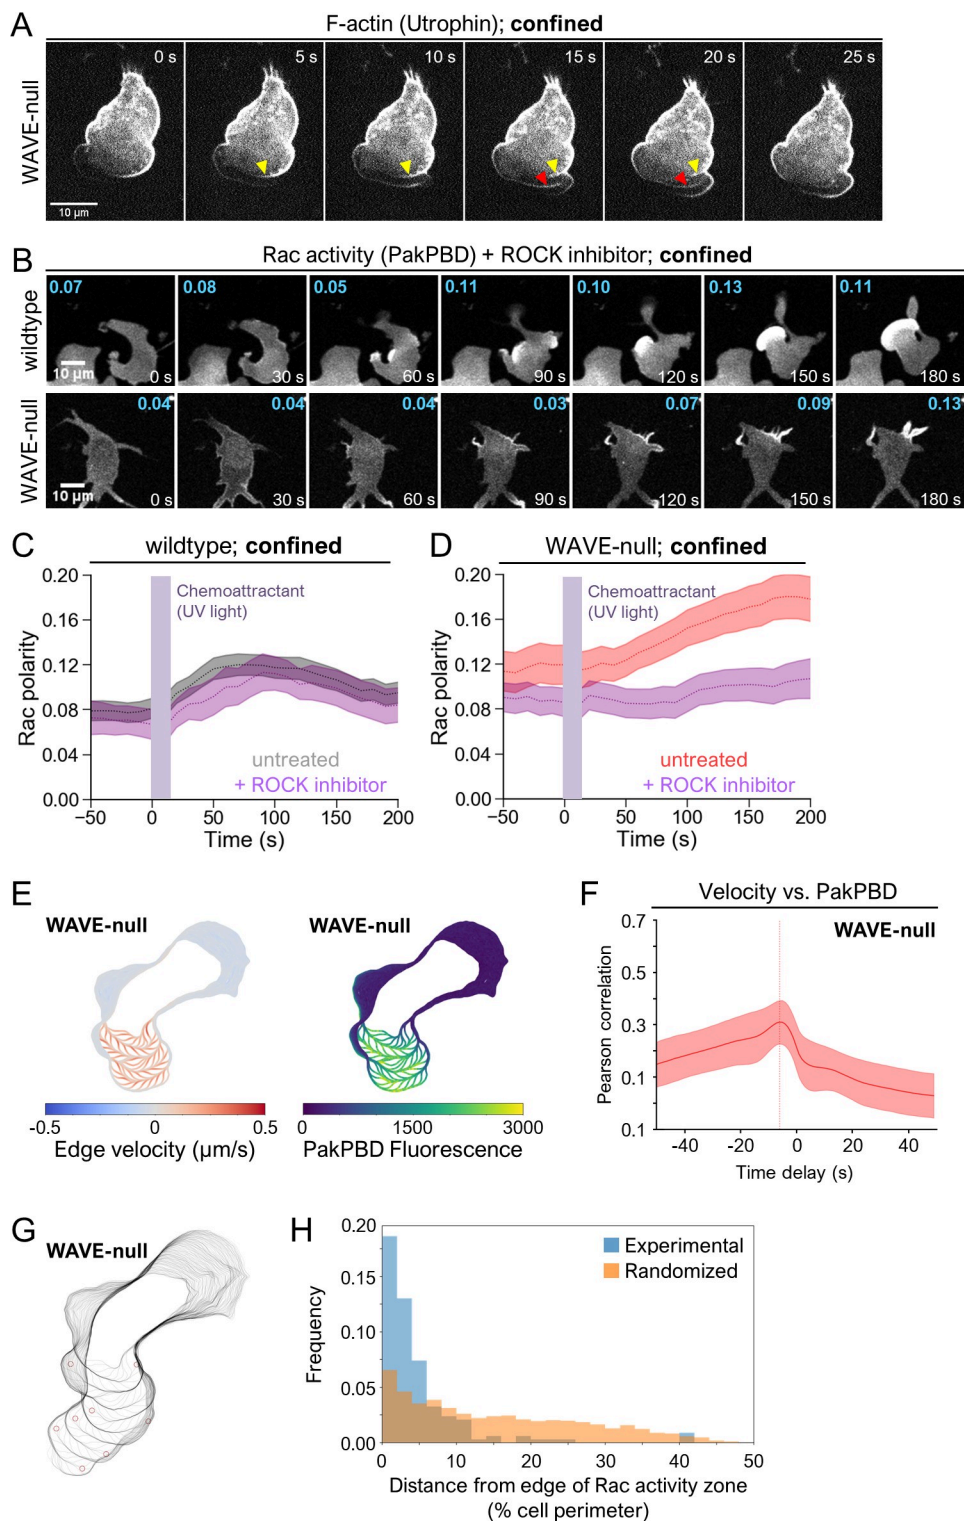 A
F-actin (Utrophin); confined
WAVE-null
0 s
5 s
10 s
15 s
20 s
25 s
10 µm
B
Rac activity (PakPBD) + ROCK inhibitor; confined
wildtype
0.07
0.08
0.05
0.11
0.10
0.13
0.11
10 µm
0 s
30 s
60 s
90 s
120 s
150 s
180 s
WAVE-null
0.04
0.04
0.04
0.03
0.07
0.09
0.13
10 µm
0 s
30 s
60 s
90 s
120 s
150 s
180 s
C
wildtype; confined
Rac polarity
0.20
0.16
0.12
0.08
0.04
0.00
Chemoattractant
(UV light)
untreated
+ ROCK inhibitor
−50
0
50
100
150
200
Time (s)
D
WAVE-null; confined
Rac polarity
0.20
0.16
0.12
0.08
0.04
0.00
Chemoattractant
(UV light)
untreated
+ ROCK inhibitor
−50
0
50
100
150
200
Time (s)
E
WAVE-null
-0.5
0
0.5
Edge velocity (µm/s)
WAVE-null
0
1500
3000
PakPBD Fluorescence
F
Velocity vs. PakPBD
WAVE-null
Pearson correlation
0.7
0.5
0.3
0.1
0.1
-40
-20
0
20
40
Time delay (s)
G
WAVE-null
H
Frequency
0.20
0.15
0.10
0.05
0.00
Experimental
Randomized
0
10
20
30
40
50
Distance from edge of Rac activity zone
(% cell perimeter)